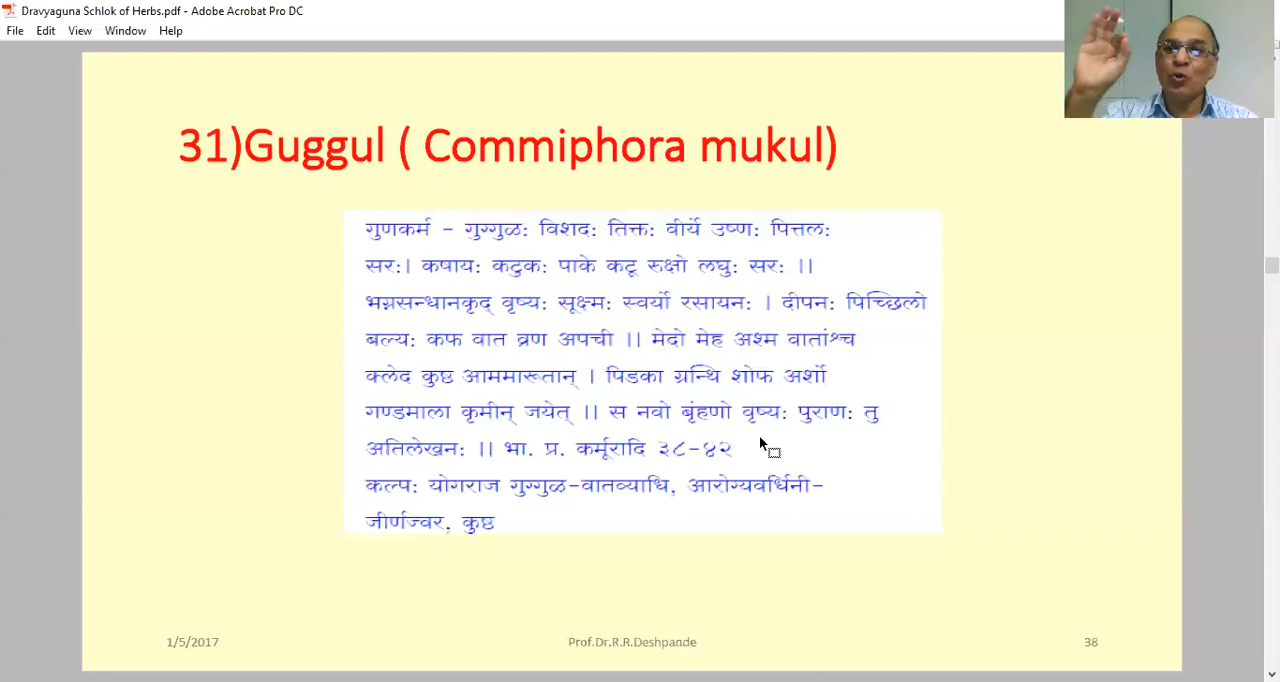 Dravyaguna Schlok of Herbs.pdf - Adobe Acrobat Pro DC
File Edit View Window Help
31)Guggul ( Commiphora mukul)
गुणकर्म - गुग्गुळः विशदः तिक्तः वीर्ये उष्णः पित्तलः
सरः। कषायः कटुकः पाके कटू रुक्षो लघुः सरः ।।
भग्नसन्धानकृद् वृष्यः सूक्ष्मः स्वर्यो रसायनः । दीपनः पिच्छिलो
बल्यः कफ वात व्रण अपची ।। मेदो मेह अश्म वातांश्च
क्लेद कुष्ठ आममारूतान् । पिडका ग्रन्थि शोफ अर्शो
गण्डमाला कृमीन् जयेत् ।। स नवो बृंहणो वृष्यः पुराणः तु
अतिलेखनः ।। भा. प्र. कर्मूरादि ३८-४२
कल्पः योगराज गुग्गुळ-वातव्याधि, आरोग्यवर्धिनी-
जीर्णज्वर, कुष्ठ
1/5/2017 Prof.Dr.R.R.Deshpande 38